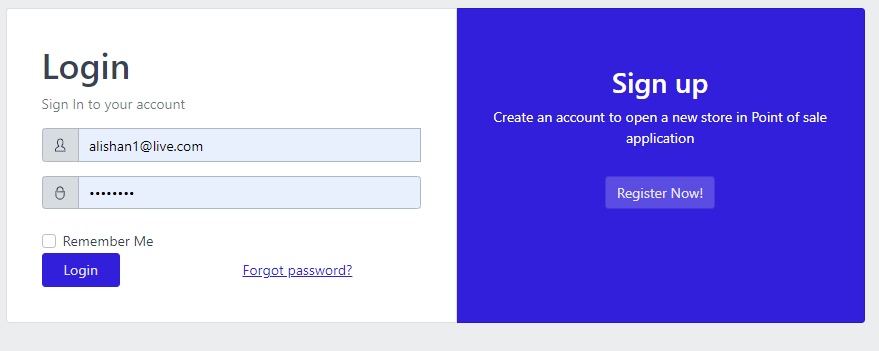 Login
Sign In to your account
alishan1@live.com
••••••••
Remember Me
Login
Forgot password?
Sign up
Create an account to open a new store in Point of sale
application
Register Now!